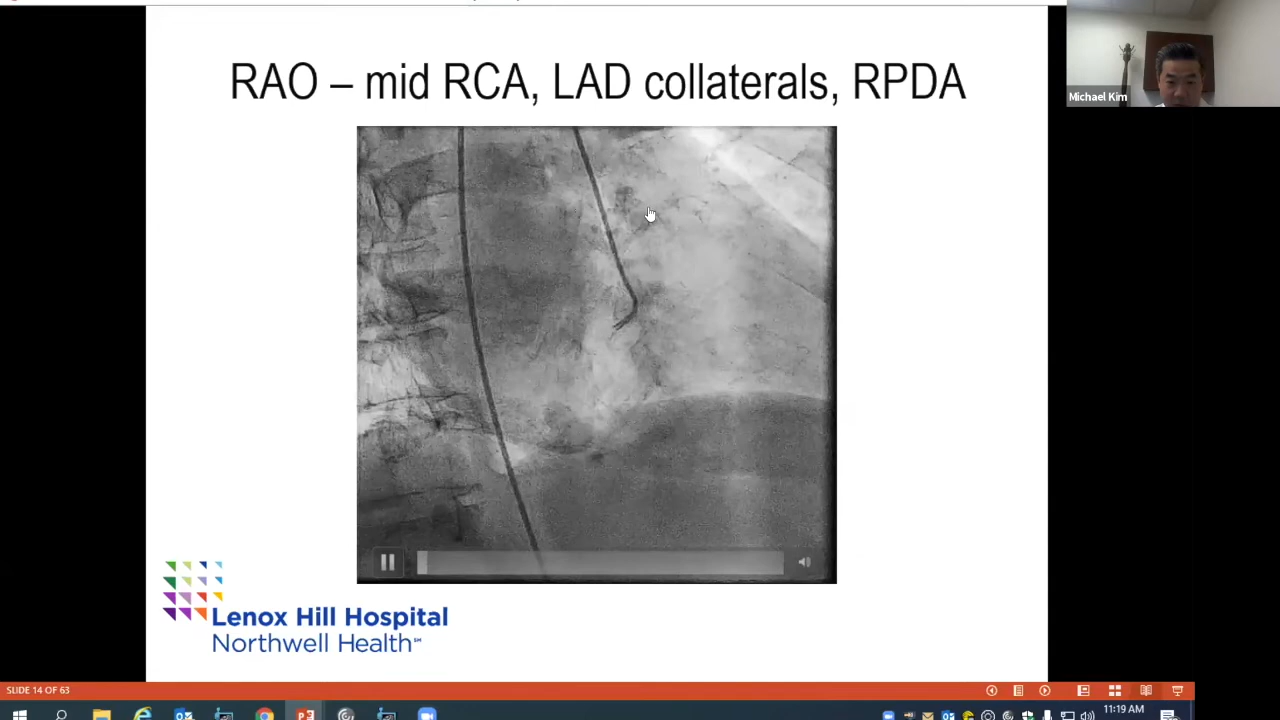 RAO – mid RCA, LAD collaterals, RPDA
Michael Kim
Lenox Hill Hospital
Northwell Health℠
SLIDE 14 OF 63
11:19 AM